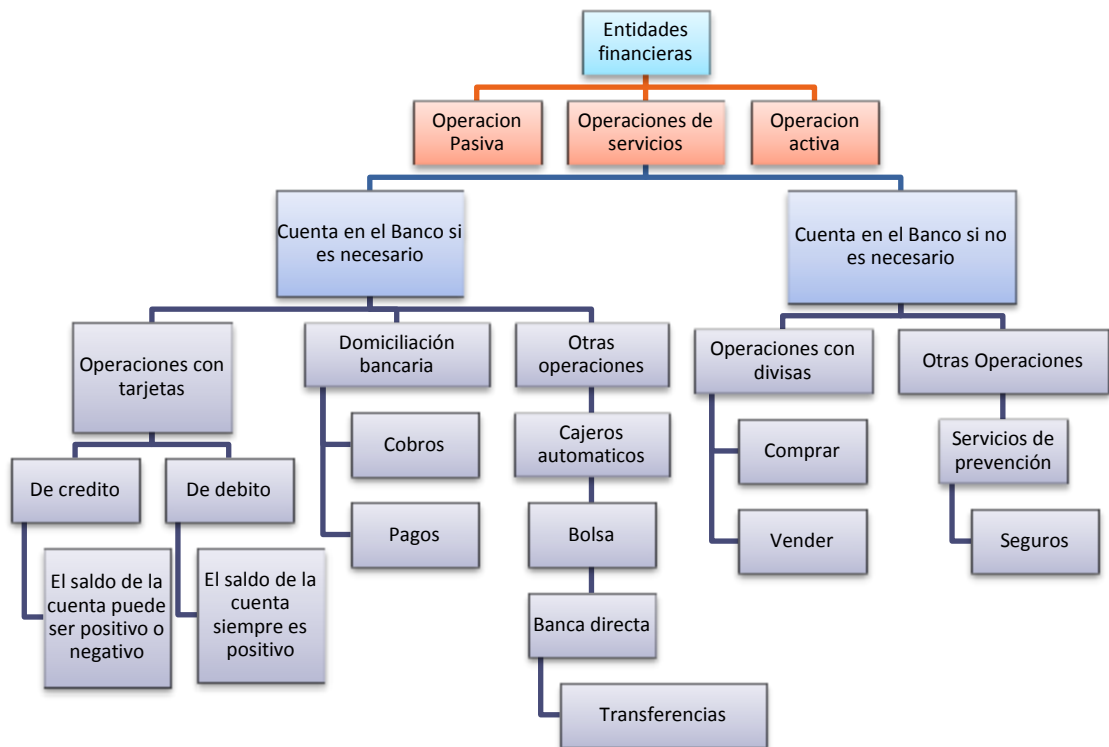 Entidades
financieras
Operacion
Pasiva
Operaciones de
servicios
Operacion
activa
Cuenta en el Banco si
es necesario
Cuenta en el Banco si no
es necesario
Operaciones con
tarjetas
Domiciliación
bancaria
Otras
operaciones
Operaciones con
divisas
Otras Operaciones
De credito
De debito
Cobros
Cajeros
automaticos
Comprar
Servicios de
prevención
El saldo de la
cuenta puede
ser positivo o
negativo
El saldo de la
cuenta
siempre es
positivo
Pagos
Bolsa
Vender
Seguros
Banca directa
Transferencias